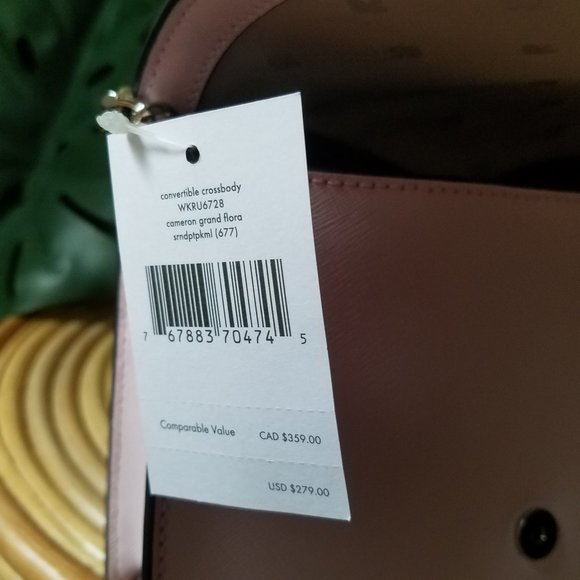 convertible crossbody
WKRU6728
cameron grand flora
srndptpkml (677)
7 67883 70474 5
Comparable Value CAD $359.00
USD $279.00